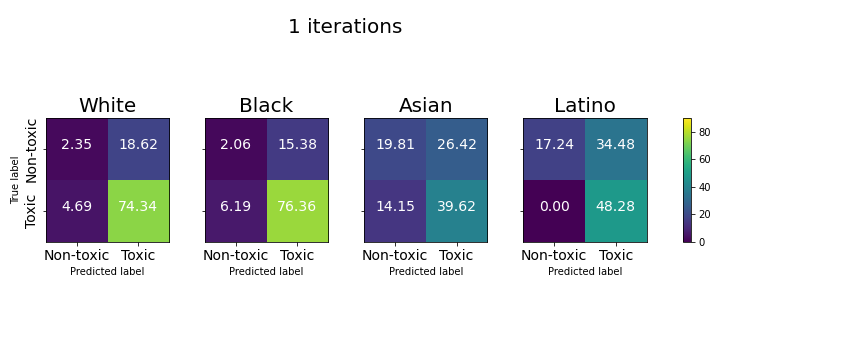 1 iterations
White Black Asian Latino
True label
Non-toxic
Toxic
2.35 18.62 2.06 15.38 19.81 26.42 17.24 34.48
4.69 74.34 6.19 76.36 14.15 39.62 0.00 48.28
Non-toxic Toxic Non-toxic Toxic Non-toxic Toxic Non-toxic Toxic
Predicted label Predicted label Predicted label Predicted label
80
60
40
20
0